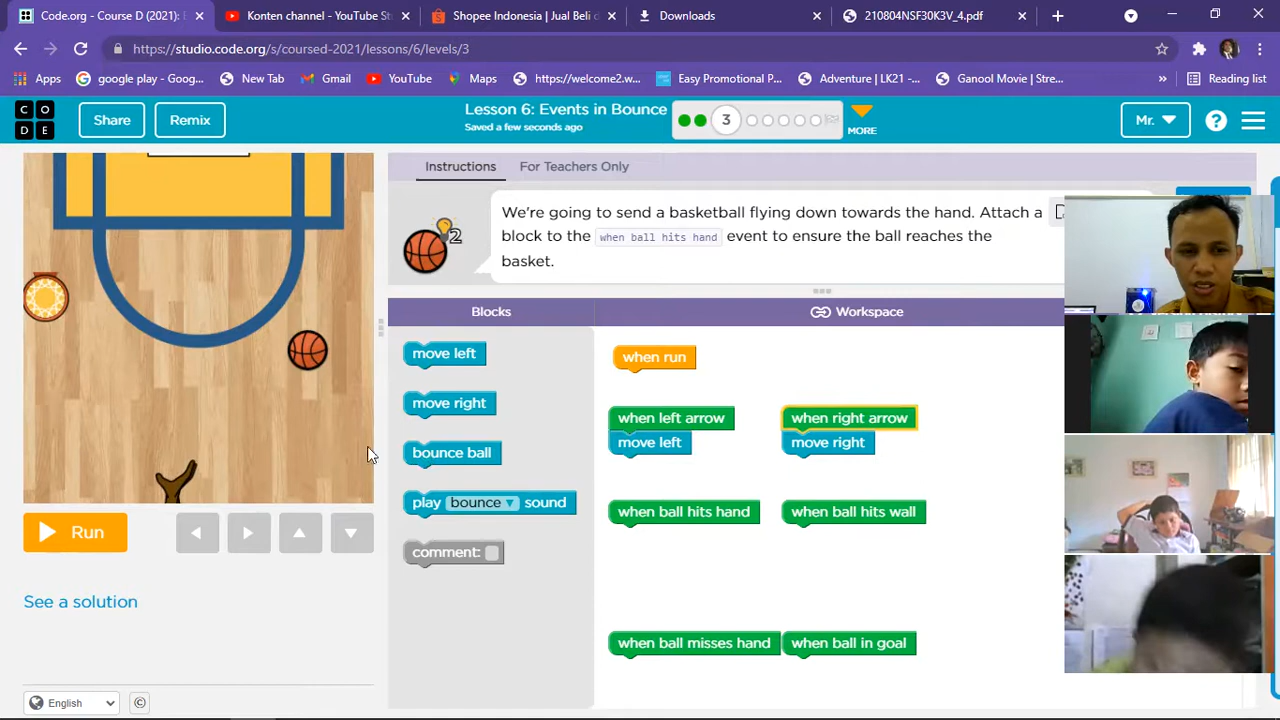 Code.org - Course D (2021): E
Konten channel - YouTube St
Shopee Indonesia | Jual Beli d
Downloads
210804NSF30K3V_4.pdf
https://studio.code.org/s/coursed-2021/lessons/6/levels/3
Apps
google play - Goog...
New Tab
Gmail
YouTube
Maps
https://welcome2.w...
Easy Promotional P...
Adventure | LK21 -...
Ganool Movie | Stre...
»
Reading list
C O
D E
Share
Remix
Lesson 6: Events in Bounce
Saved a few seconds ago
3
MORE
Mr.
?
Instructions
For Teachers Only
2
We're going to send a basketball flying down towards the hand. Attach a
block to the when ball hits hand event to ensure the ball reaches the
basket.
Blocks
Workspace
move left
move right
bounce ball
play bounce ▼ sound
comment:
when run
when left arrow
move left
when right arrow
move right
when ball hits hand
when ball hits wall
when ball misses hand
when ball in goal
Run
See a solution
English
©